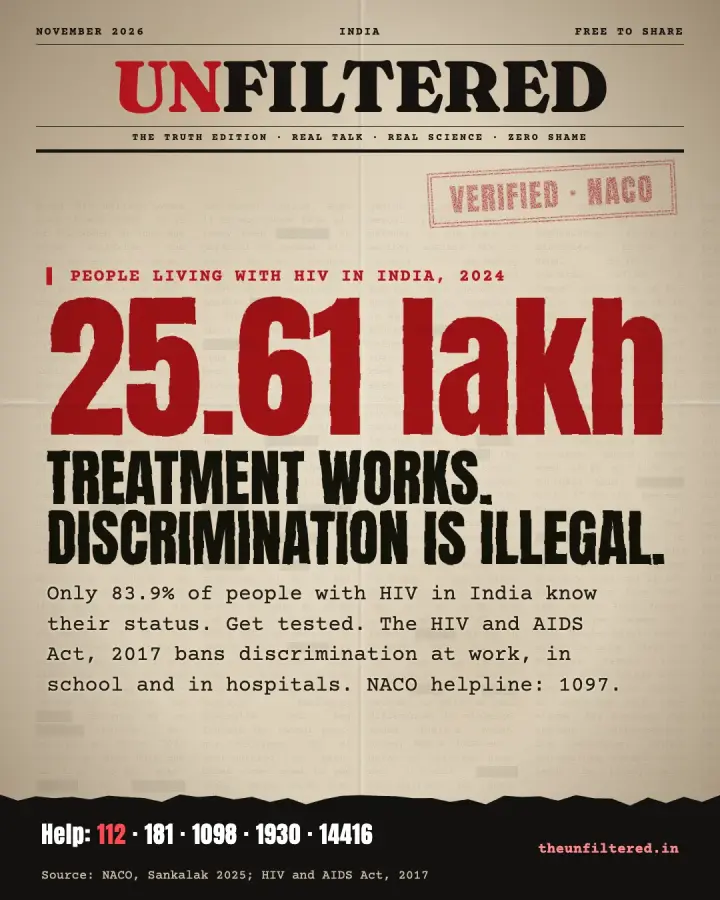 NOVEMBER 2026 INDIA FREE TO SHARE
UNFILTERED
THE TRUTH EDITION · REAL TALK · REAL SCIENCE · ZERO SHAME
VERIFIED · NACO
PEOPLE LIVING WITH HIV IN INDIA, 2024
25.61 lakh
TREATMENT WORKS.
DISCRIMINATION IS ILLEGAL.
Only 83.9% of people with HIV in India know
their status. Get tested. The HIV and AIDS
Act, 2017 bans discrimination at work, in
school and in hospitals. NACO helpline: 1097.
Help: 112 · 181 · 1098 · 1930 · 14416
theunfiltered.in
Source: NACO, Sankalak 2025; HIV and AIDS Act, 2017